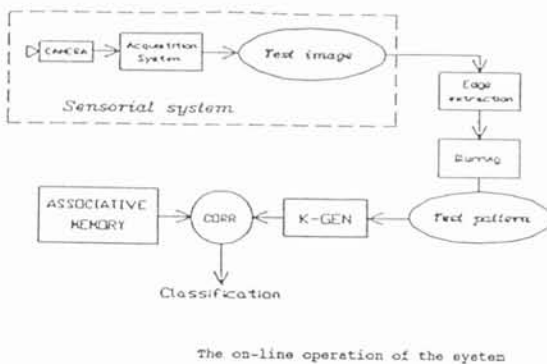 CAMERA
Acquisition
System
Test image
Sensorial system
Edge
extraction
Burring
Test pattern
K-GEN
CORR
ASSOCIATIVE
MEMORY
Classification
The on-line operation of the system